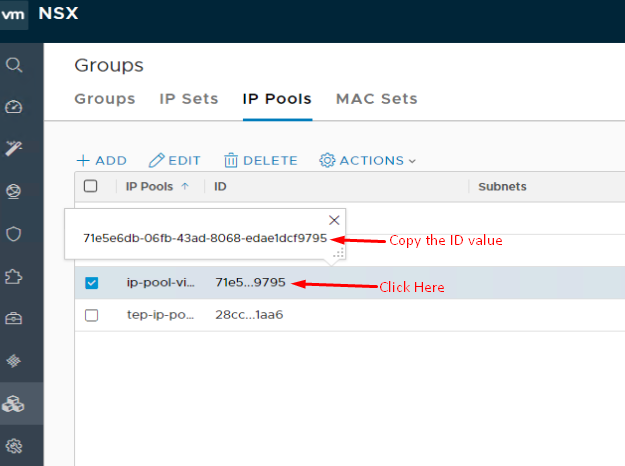 vm NSX
Groups
Groups IP Sets IP Pools MAC Sets
+ ADD EDIT DELETE ACTIONS
IP Pools ID Subnets
71e5e6db-06fb-43ad-8068-edae1dcf9795 Copy the ID value
ip-pool-vi... 71e5...9795 Click Here
tep-ip-po... 28cc...1aa6